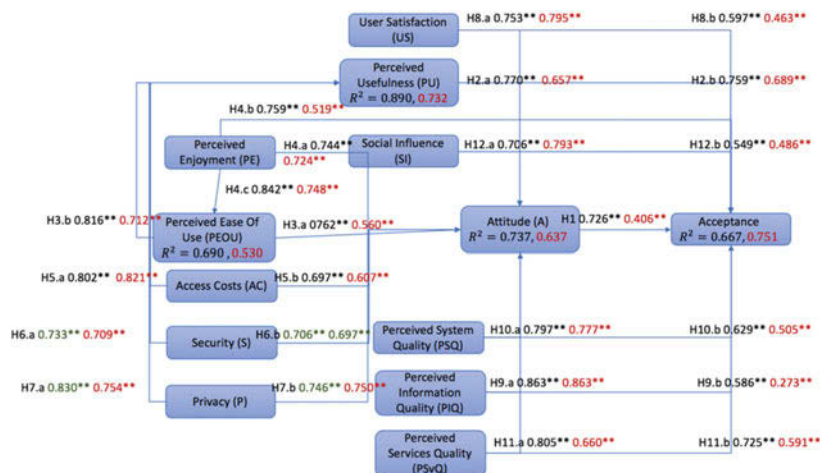 User Satisfaction
(US)
H8.a 0.753** 0.795**
H8.b 0.597** 0.463**
Perceived
Usefulness (PU)
R² = 0.890, 0.732
H2.a 0.770** 0.657**
H2.b 0.759** 0.689**
H4.b 0.759** 0.519**
Perceived
Enjoyment (PE)
H4.a 0.744**
0.724**
Social Influence
(SI)
H12.a 0.706** 0.793**
H12.b 0.549** 0.486**
H4.c 0.842** 0.748**
H3.b 0.816** 0.712**
Perceived Ease Of
Use (PEOU)
R² = 0.690, 0.530
H3.a 0762** 0.560**
Attitude (A)
R² = 0.737, 0.637
H1 0.726** 0.406**
Acceptance
R² = 0.667, 0.751
H5.a 0.802** 0.821**
Access Costs (AC)
H5.b 0.697** 0.607**
H6.a 0.733** 0.709**
Security (S)
H6.b 0.706** 0.697**
Perceived System
Quality (PSQ)
H10.a 0.797** 0.777**
H10.b 0.629** 0.505**
H7.a 0.830** 0.754**
Privacy (P)
H7.b 0.746** 0.750**
Perceived
Information
Quality (PIQ)
H9.a 0.863** 0.863**
H9.b 0.586** 0.273**
Perceived
Services Quality
(PSvQ)
H11.a 0.805** 0.660**
H11.b 0.725** 0.591**